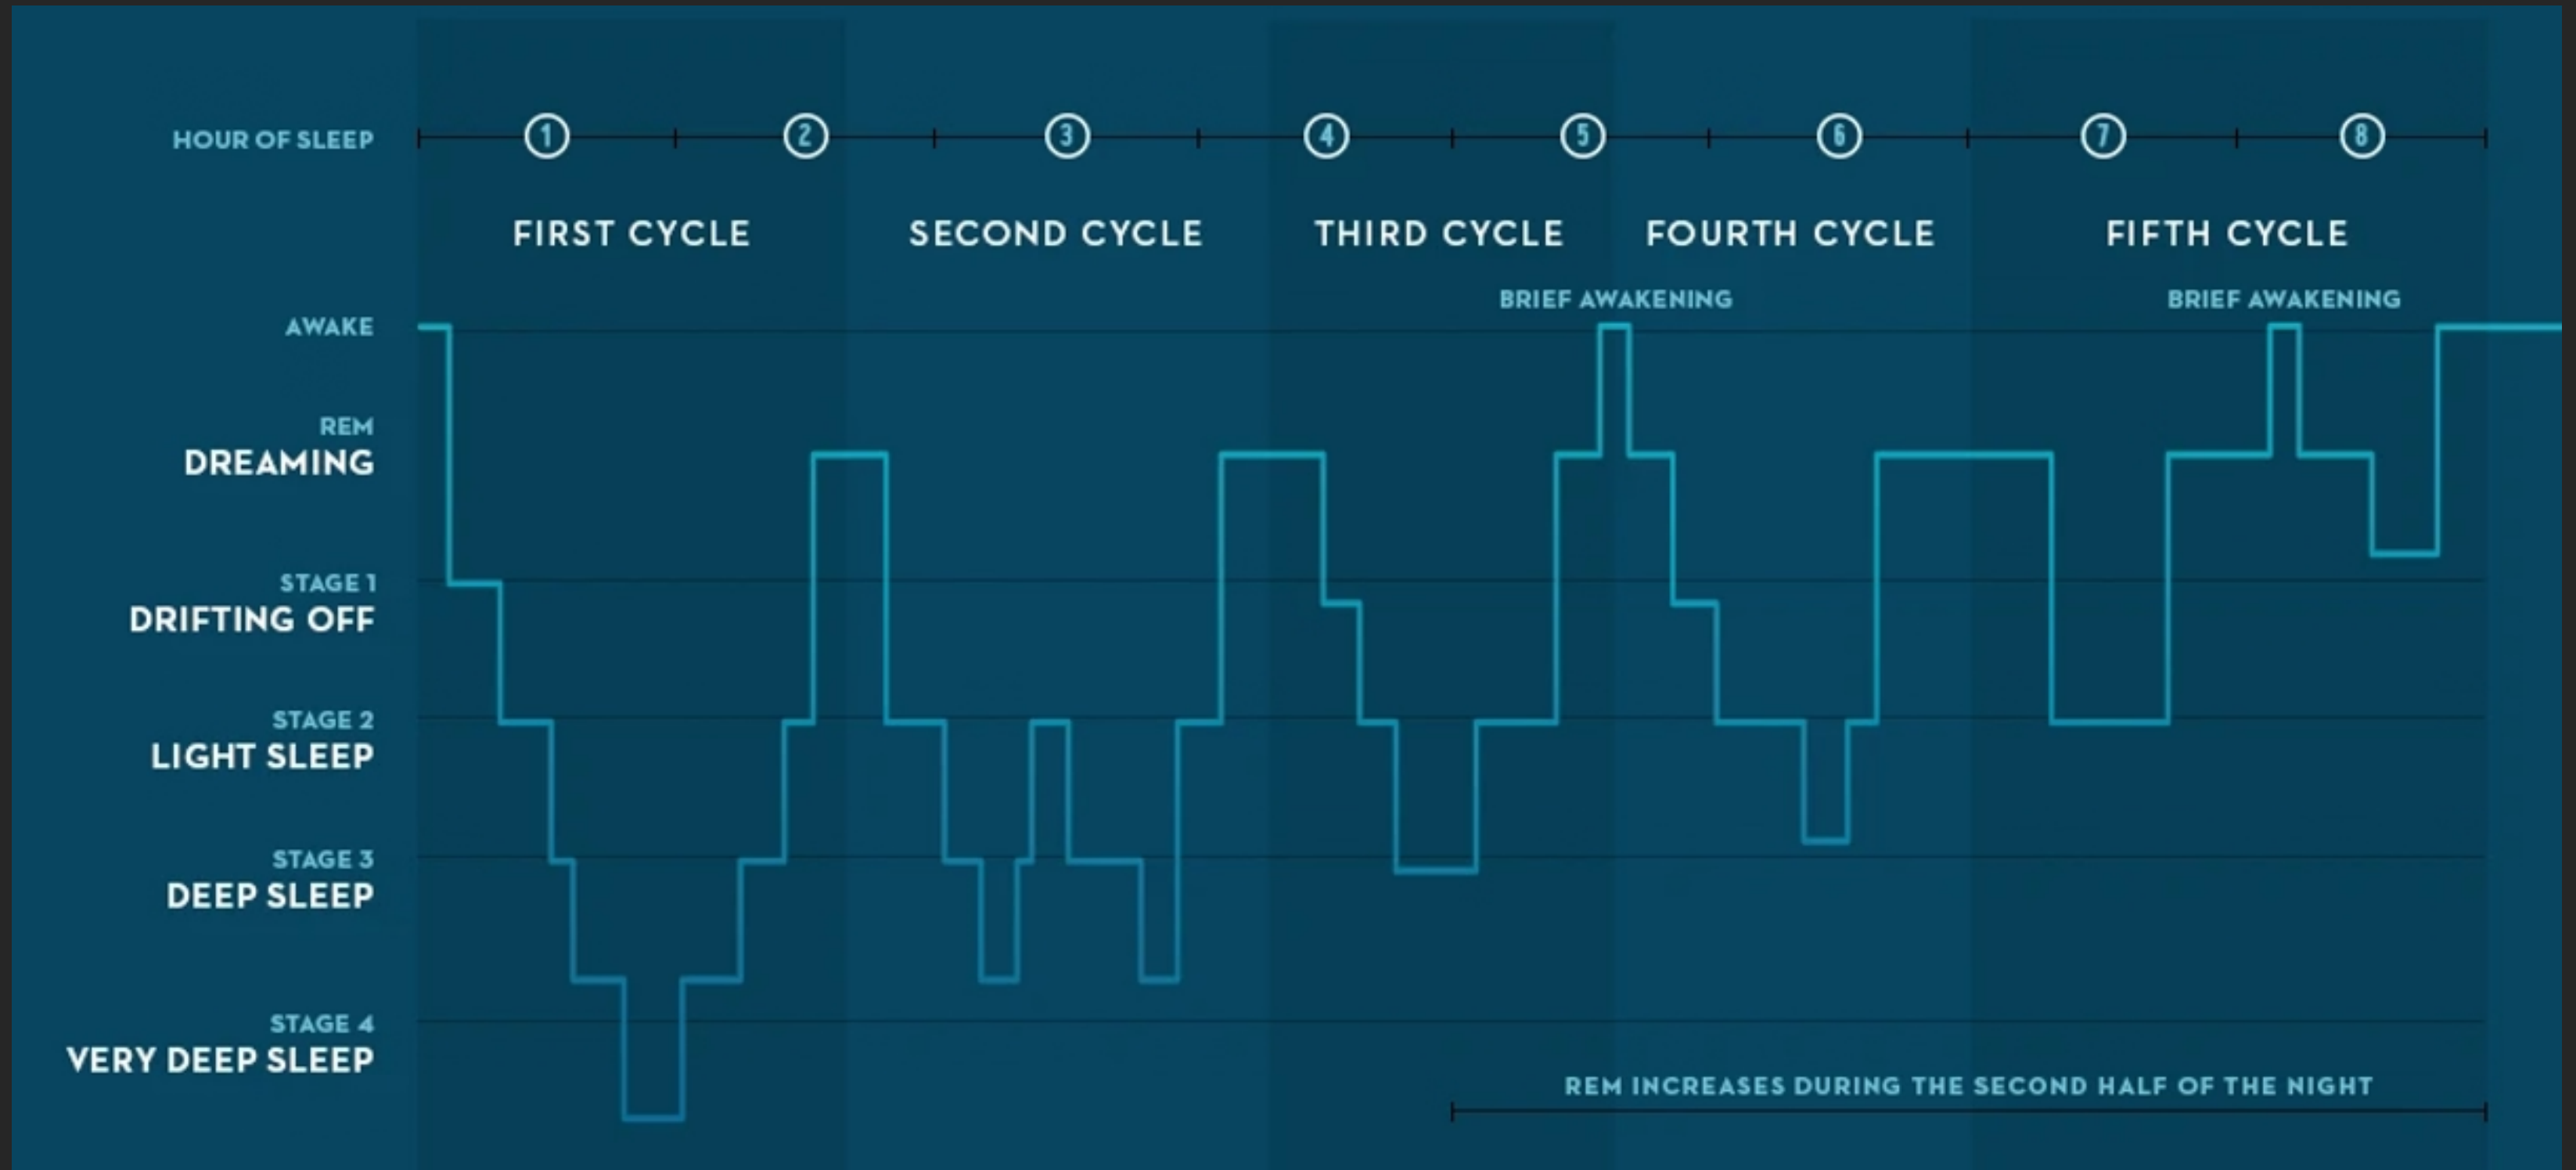 HOUR OF SLEEP 1 2 3 4 5 6 7 8
FIRST CYCLE SECOND CYCLE THIRD CYCLE FOURTH CYCLE FIFTH CYCLE
BRIEF AWAKENING BRIEF AWAKENING
AWAKE
REM
DREAMING
STAGE 1
DRIFTING OFF
STAGE 2
LIGHT SLEEP
STAGE 3
DEEP SLEEP
STAGE 4
VERY DEEP SLEEP
REM INCREASES DURING THE SECOND HALF OF THE NIGHT